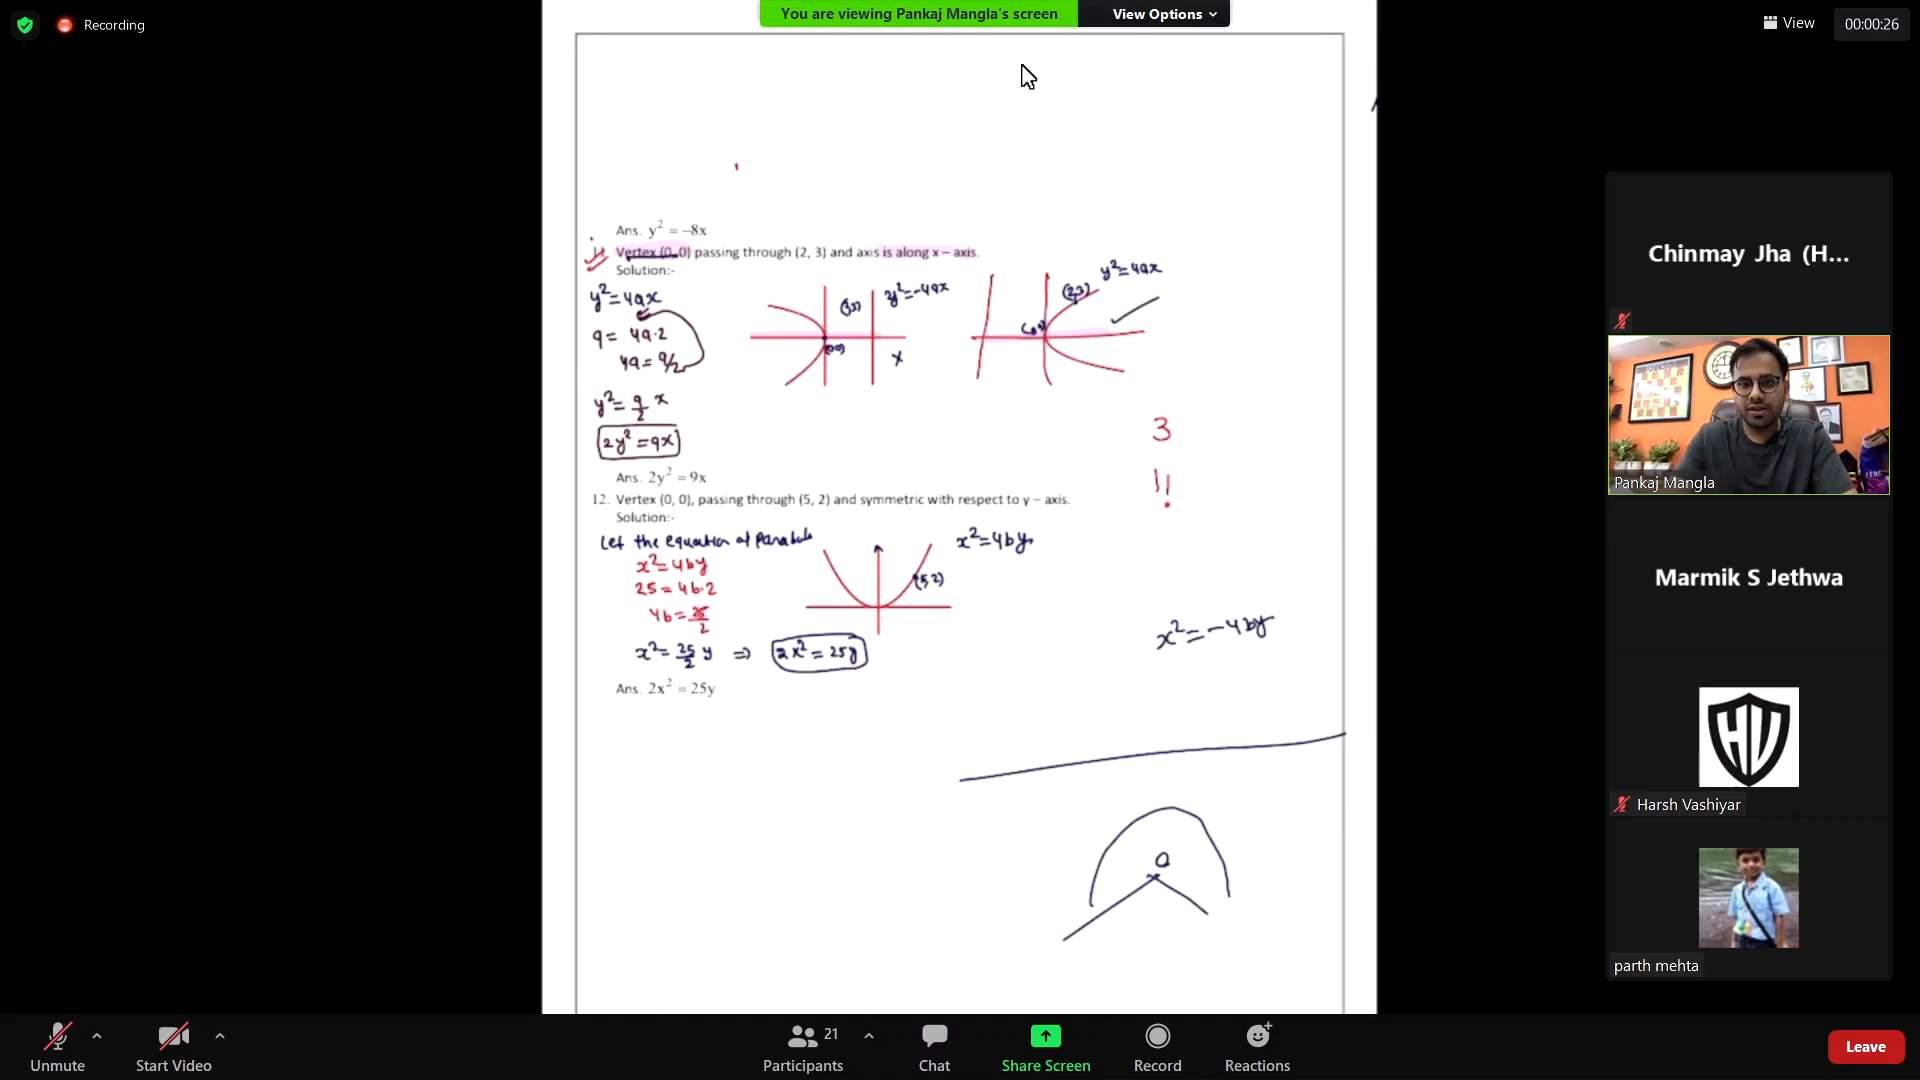 You are viewing Pankaj Mangla's screen
View Options
Recording
View
00:00:26
Ans. y² = –8x
11. Vertex (0, 0) passing through (2, 3) and axis is along x – axis.
Solution:-
y²=4ax
9= 4a·2
4a=9/2
y²=9/2 x
2y²=9x
y²=-4ax
(0,0)
x
y²=4ax
(2,3)
(0,0)
3
!!
Ans. 2y² = 9x
12. Vertex (0, 0), passing through (5, 2) and symmetric with respect to y – axis.
Solution:-
Let the equation of Parabola
x²=4by
25=4b·2
4b=25/2
x²=25/2 y ⇒ 2x²=25y
(5,2)
x²=4by
x²=-4by
Ans. 2x² = 25y
Chinmay Jha (H...
Pankaj Mangla
Marmik S Jethwa
HV
Harsh Vashiyar
parth mehta
Unmute
Start Video
21
Participants
Chat
Share Screen
Record
Reactions
Leave